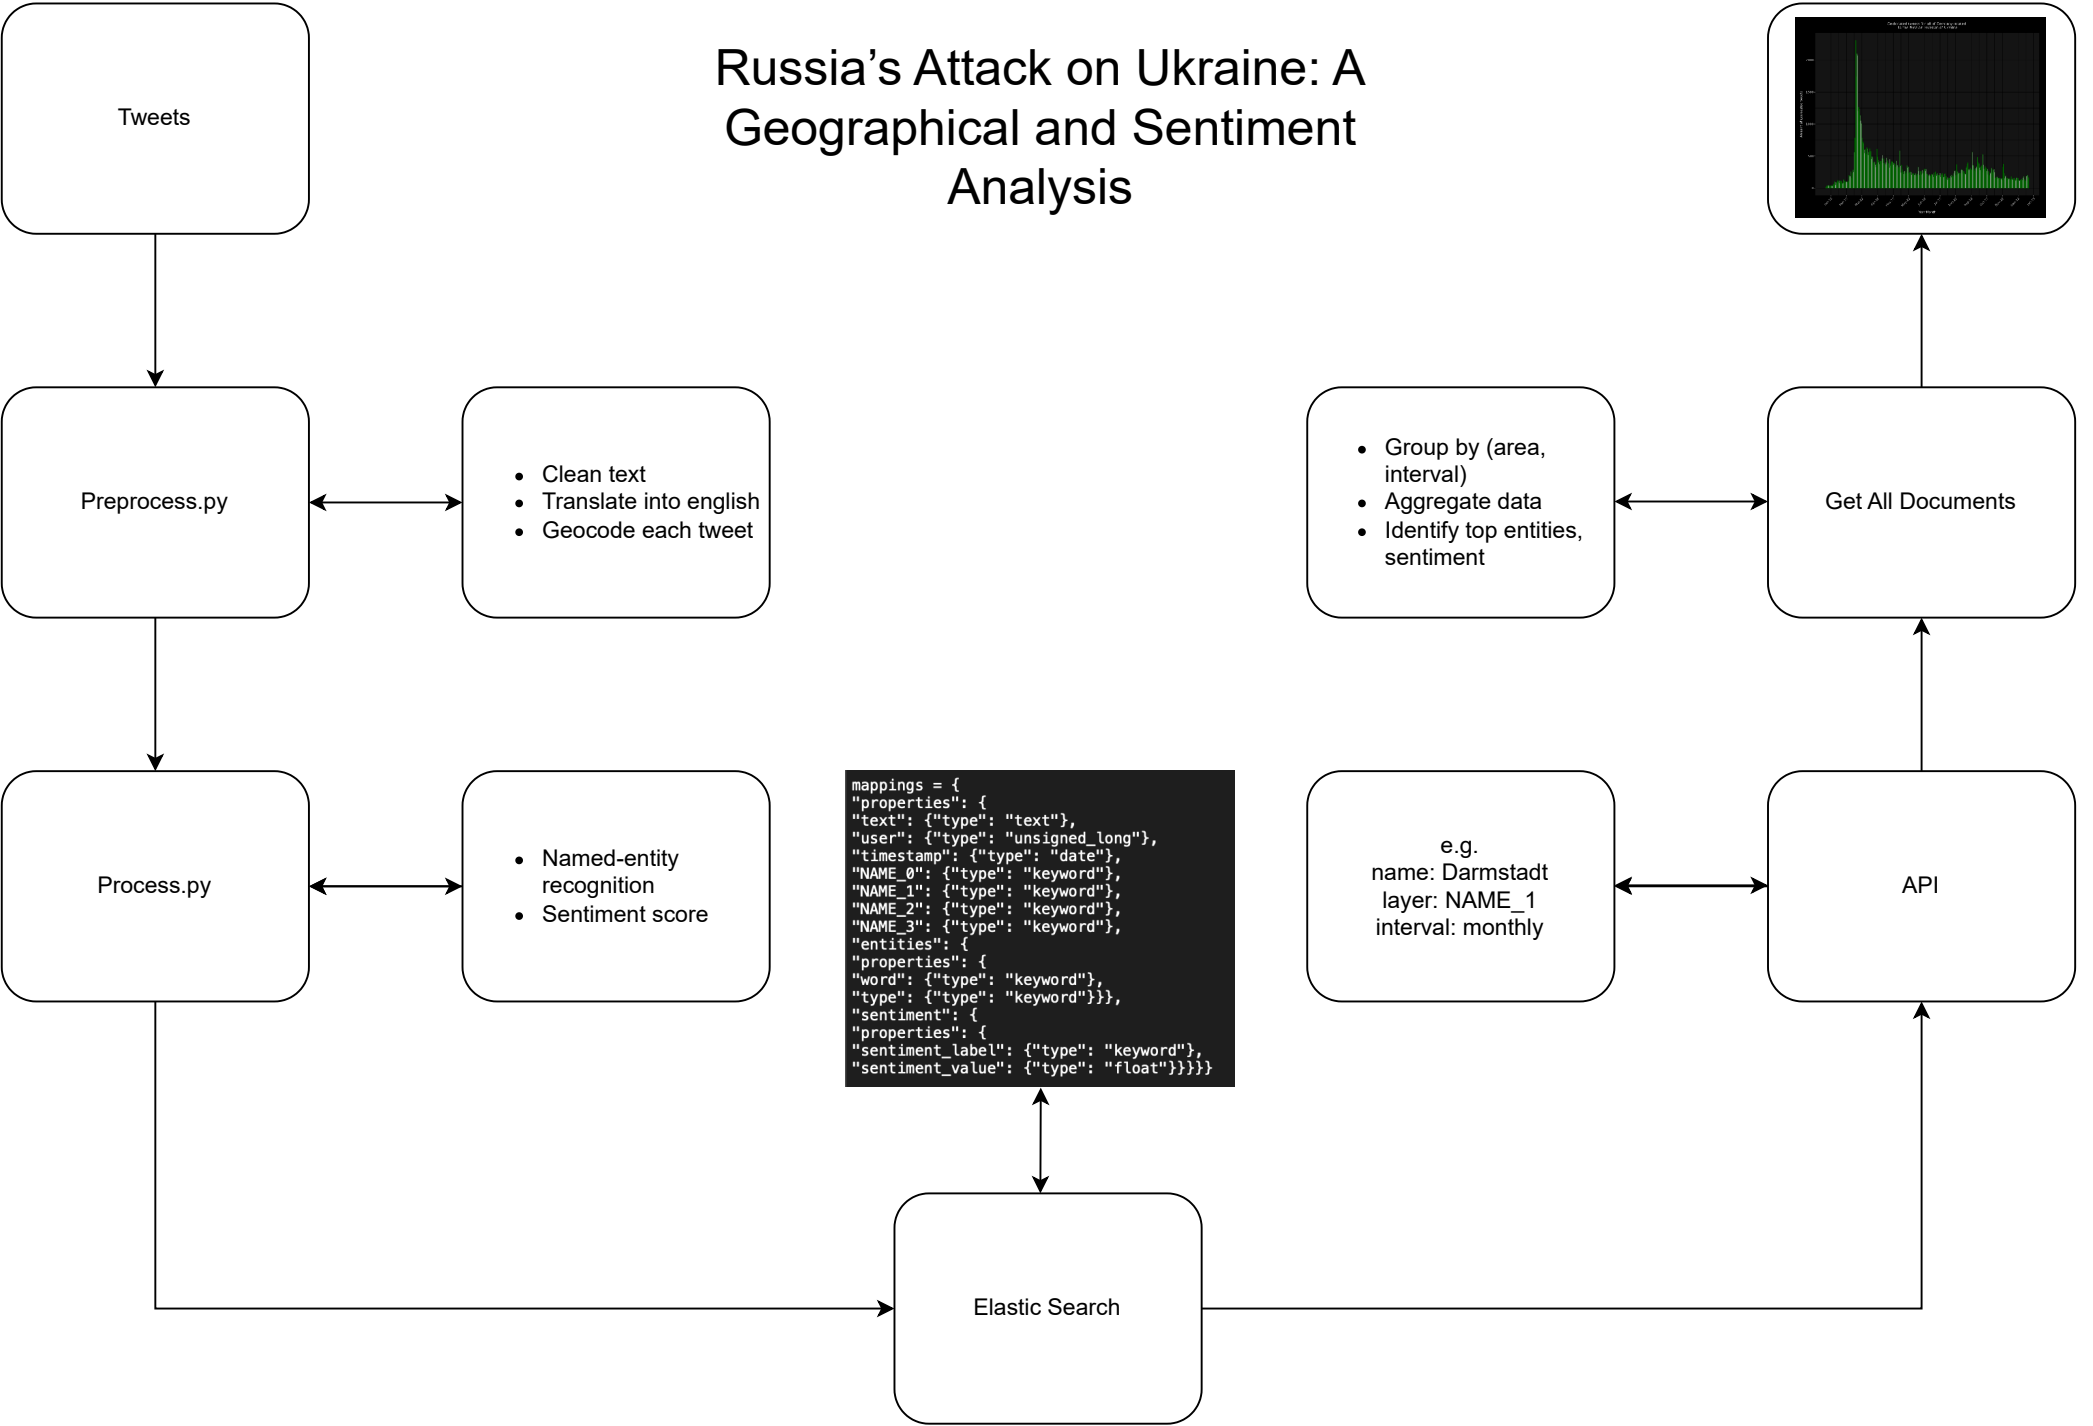 Russia’s Attack on Ukraine: A
Geographical and Sentiment
Analysis
Tweets
Preprocess.py
• Clean text
• Translate into english
• Geocode each tweet
• Group by (area,
interval)
• Aggregate data
• Identify top entities,
sentiment
Get All Documents
Process.py
• Named-entity
recognition
• Sentiment score
mappings = {
"properties": {
"text": {"type": "text"},
"user": {"type": "unsigned_long"},
"timestamp": {"type": "date"},
"NAME_0": {"type": "keyword"},
"NAME_1": {"type": "keyword"},
"NAME_2": {"type": "keyword"},
"NAME_3": {"type": "keyword"},
"entities": {
"properties": {
"word": {"type": "keyword"},
"type": {"type": "keyword"}}},
"sentiment": {
"properties": {
"sentiment_label": {"type": "keyword"},
"sentiment_value": {"type": "float"}}}}}
e.g.
name: Darmstadt
layer: NAME_1
interval: monthly
API
Elastic Search